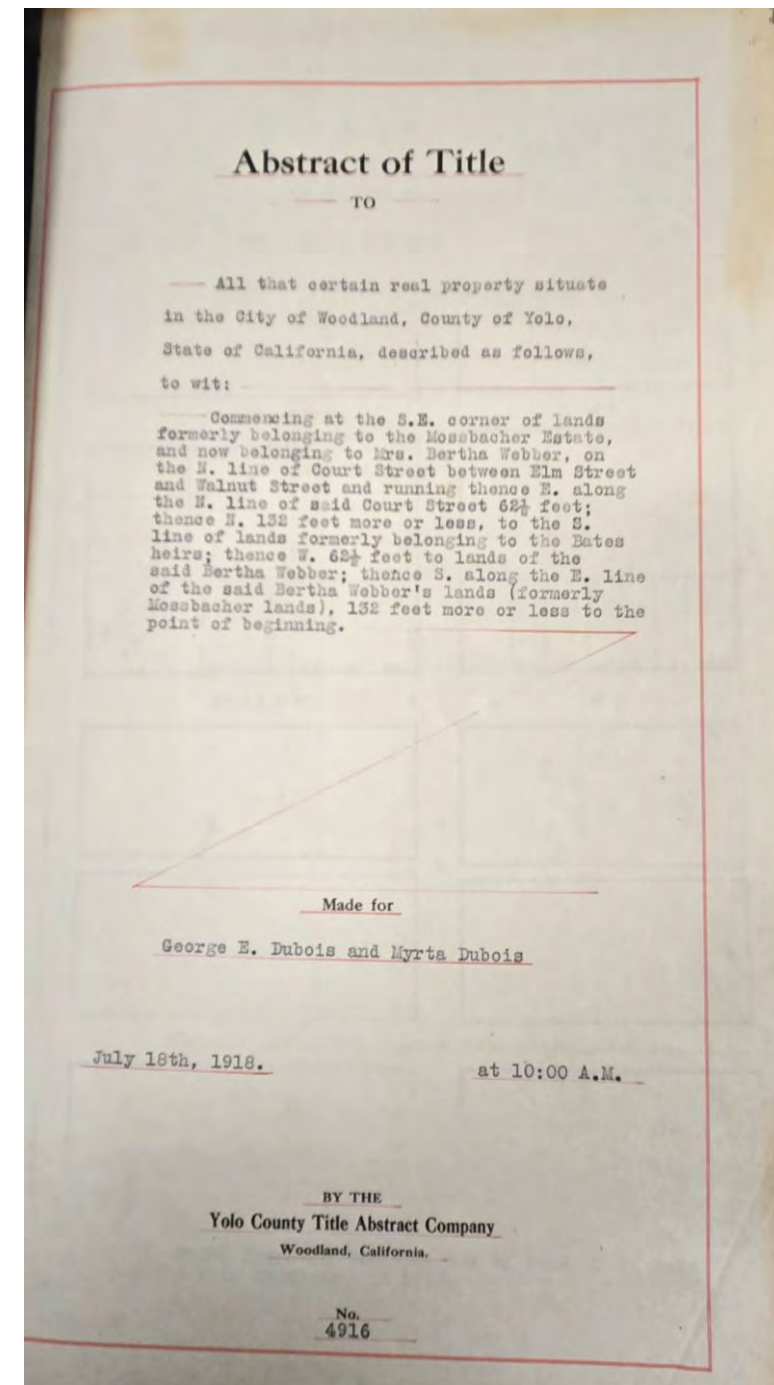 Abstract of Title
TO
All that certain real property situate
in the City of Woodland, County of Yolo,
State of California, described as follows,
to wit:
Commencing at the S.E. corner of lands
formerly belonging to the Mossbacher Estate,
and now belonging to Mrs. Bertha Webber, on
the N. line of Court Street between Elm Street
and Walnut Street and running thence E. along
the N. line of said Court Street 62½ feet;
thence N. 132 feet more or less, to the S.
line of lands formerly belonging to the Bates
heirs; thence W. 62½ feet to lands of the
said Bertha Webber; thence S. along the E. line
of the said Bertha Webber's lands (formerly
Mossbacher lands), 132 feet more or less to the
point of beginning.
Made for
George E. Dubois and Myrta Dubois
July 18th, 1918. at 10:00 A.M.
BY THE
Yolo County Title Abstract Company
Woodland, California.
No.
4916